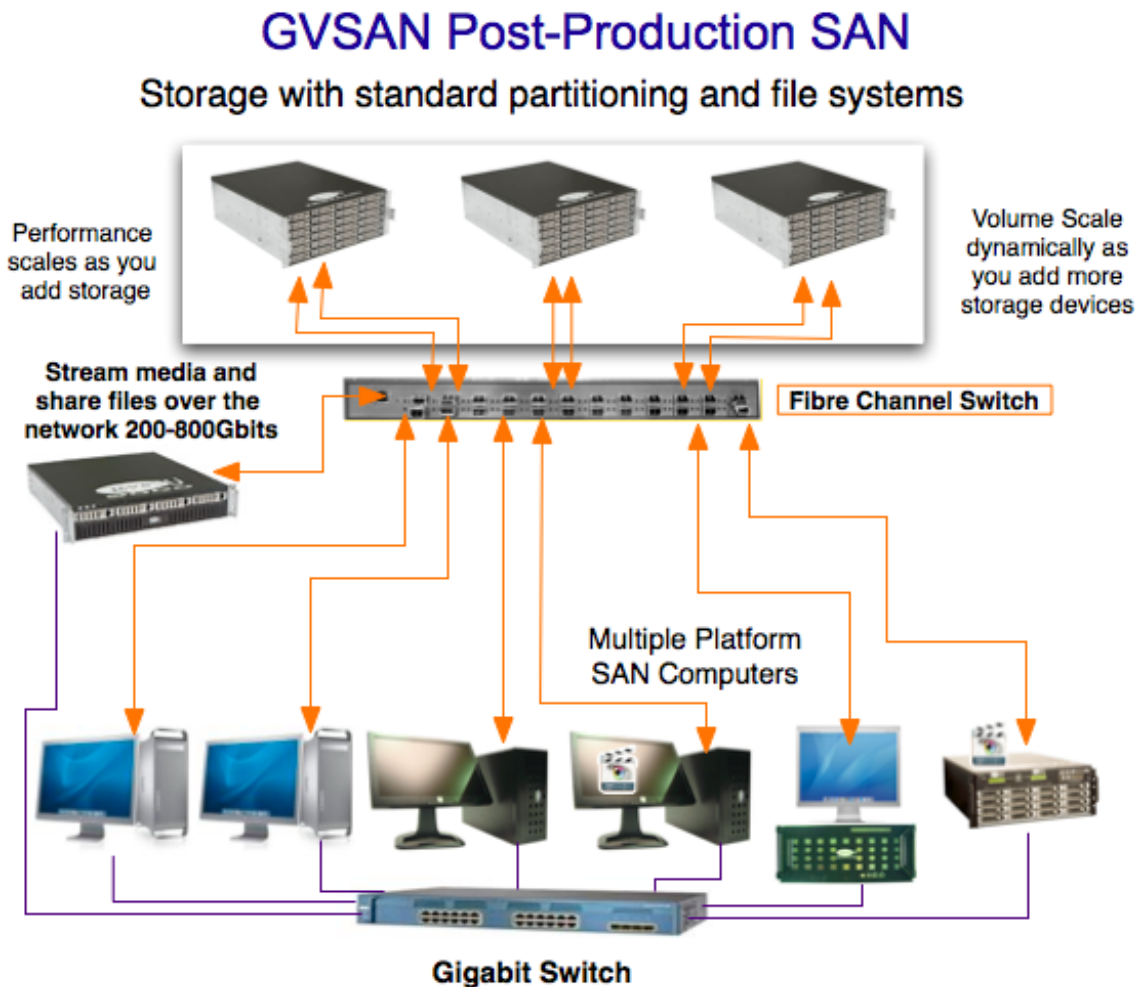 GVSAN Post-Production SAN
Storage with standard partitioning and file systems
Performance
scales as you
add storage
Volume Scale
dynamically as
you add more
storage devices
Stream media and
share files over the
network 200-800Gbits
Fibre Channel Switch
Multiple Platform
SAN Computers
Gigabit Switch